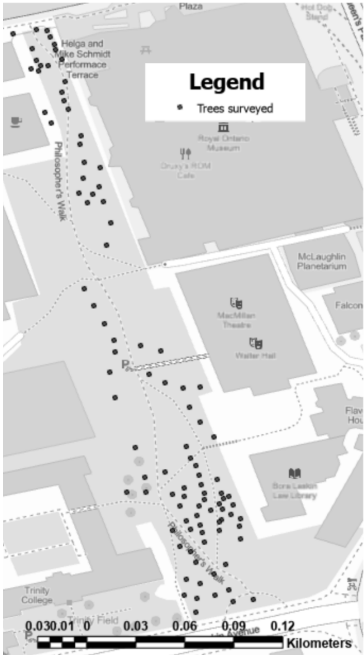 Plaza
Hot Dog
Stand
Helga and
Mike Schmidt
Performace
Terrace
Legend
Trees surveyed
Royal Ontario
Museum
Druxy's ROM
Cafe
Philosopher's Walk
McLaughlin
Planetarium
Falcon
MacMillan
Theatre
Walter Hall
Flav
Hou
Bora Laskin
Law Library
Philosopher's Walk
Trinity
College
Trinity Field
Avenue
0.030.01 0 0.03 0.06 0.09 0.12
Kilometers